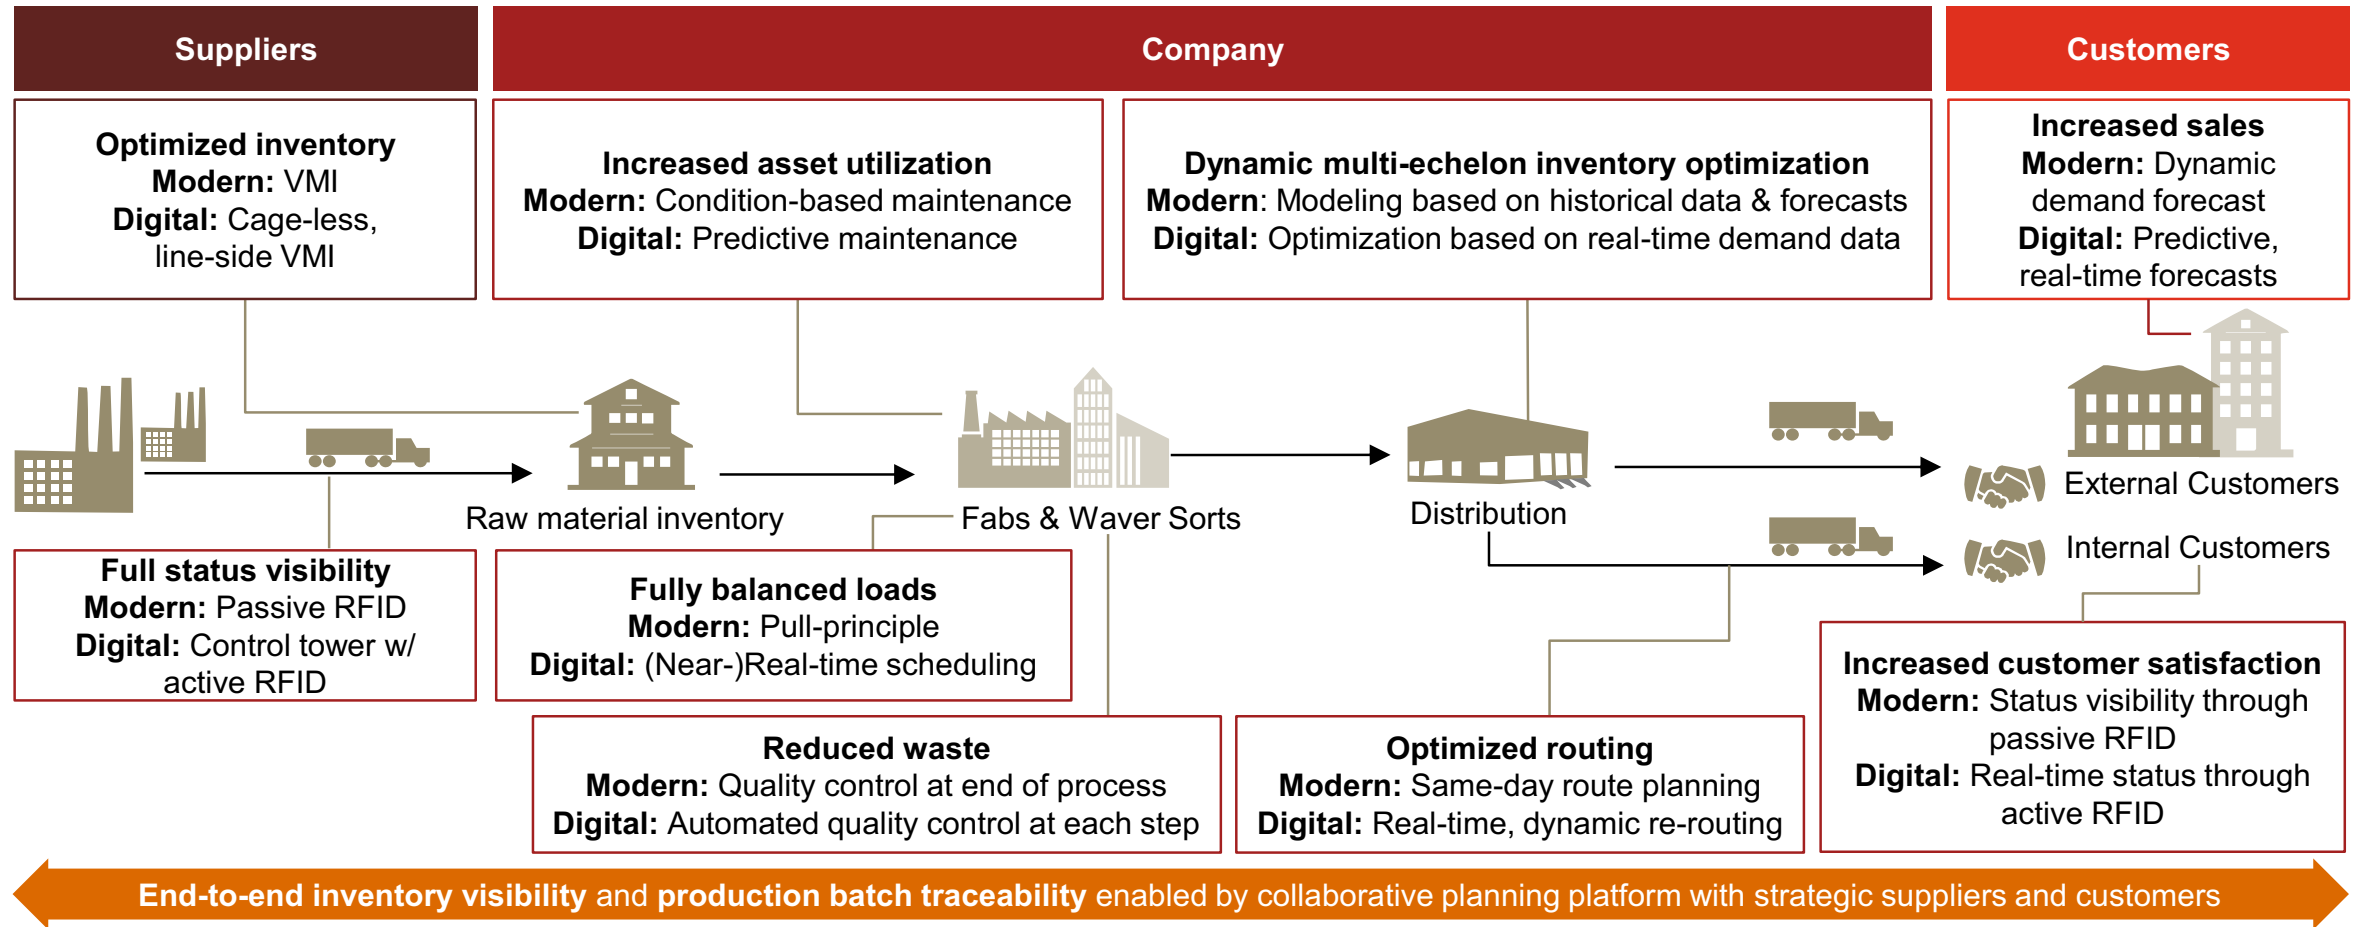 Suppliers
Company
Customers
Optimized inventory
Modern: VMI
Digital: Cage-less,
line-side VMI
Increased asset utilization
Modern: Condition-based maintenance
Digital: Predictive maintenance
Dynamic multi-echelon inventory optimization
Modern: Modeling based on historical data & forecasts
Digital: Optimization based on real-time demand data
Increased sales
Modern: Dynamic
demand forecast
Digital: Predictive,
real-time forecasts
Raw material inventory
Fabs & Waver Sorts
Distribution
External Customers
Internal Customers
Full status visibility
Modern: Passive RFID
Digital: Control tower w/
active RFID
Fully balanced loads
Modern: Pull-principle
Digital: (Near-)Real-time scheduling
Reduced waste
Modern: Quality control at end of process
Digital: Automated quality control at each step
Optimized routing
Modern: Same-day route planning
Digital: Real-time, dynamic re-routing
Increased customer satisfaction
Modern: Status visibility through
passive RFID
Digital: Real-time status through
active RFID
End-to-end inventory visibility and production batch traceability enabled by collaborative planning platform with strategic suppliers and customers